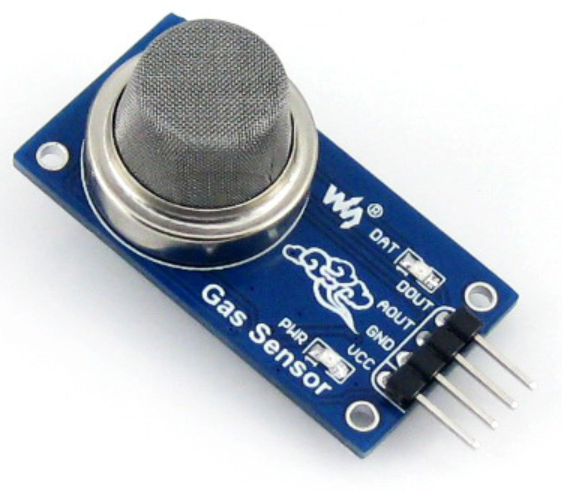 W
®
DAT
DOUT
AOUT
GND
VCC
PWR
Gas Sensor